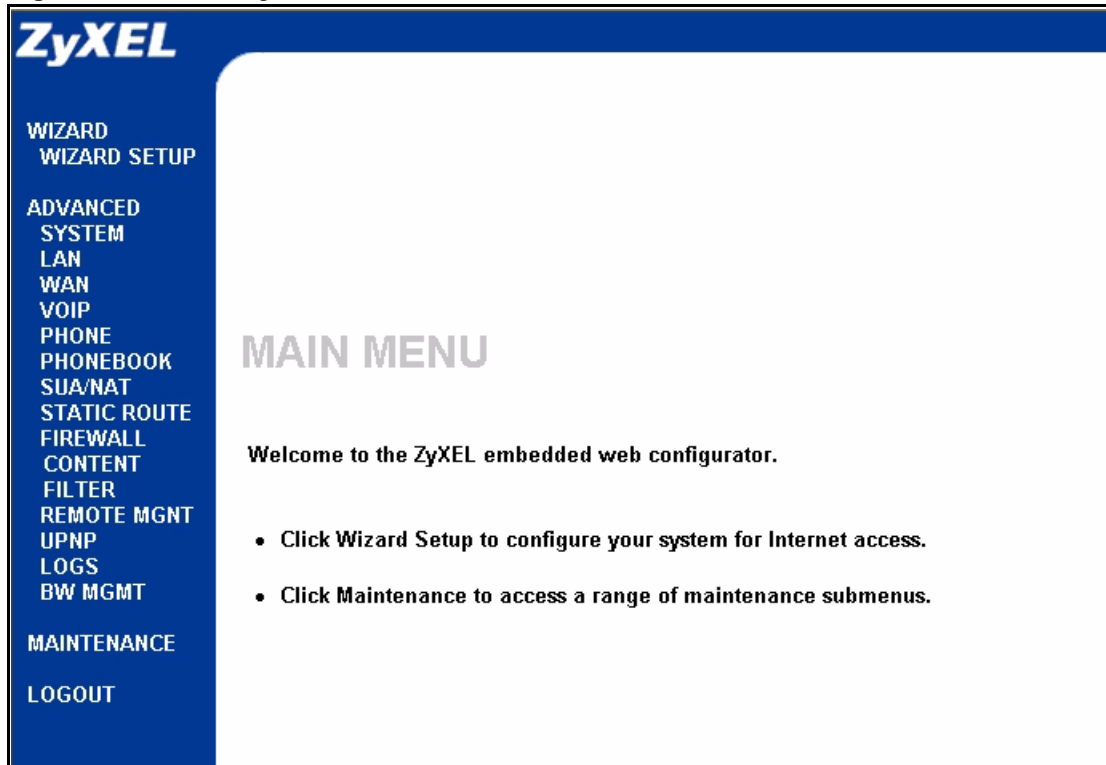 ZyXEL
WIZARD
WIZARD SETUP
ADVANCED
SYSTEM
LAN
WAN
VOIP
PHONE
PHONEBOOK
SUA/NAT
STATIC ROUTE
FIREWALL
CONTENT
FILTER
REMOTE MGNT
UPNP
LOGS
BW MGMT
MAINTENANCE
LOGOUT
MAIN MENU
Welcome to the ZyXEL embedded web configurator.
• Click Wizard Setup to configure your system for Internet access.
• Click Maintenance to access a range of maintenance submenus.